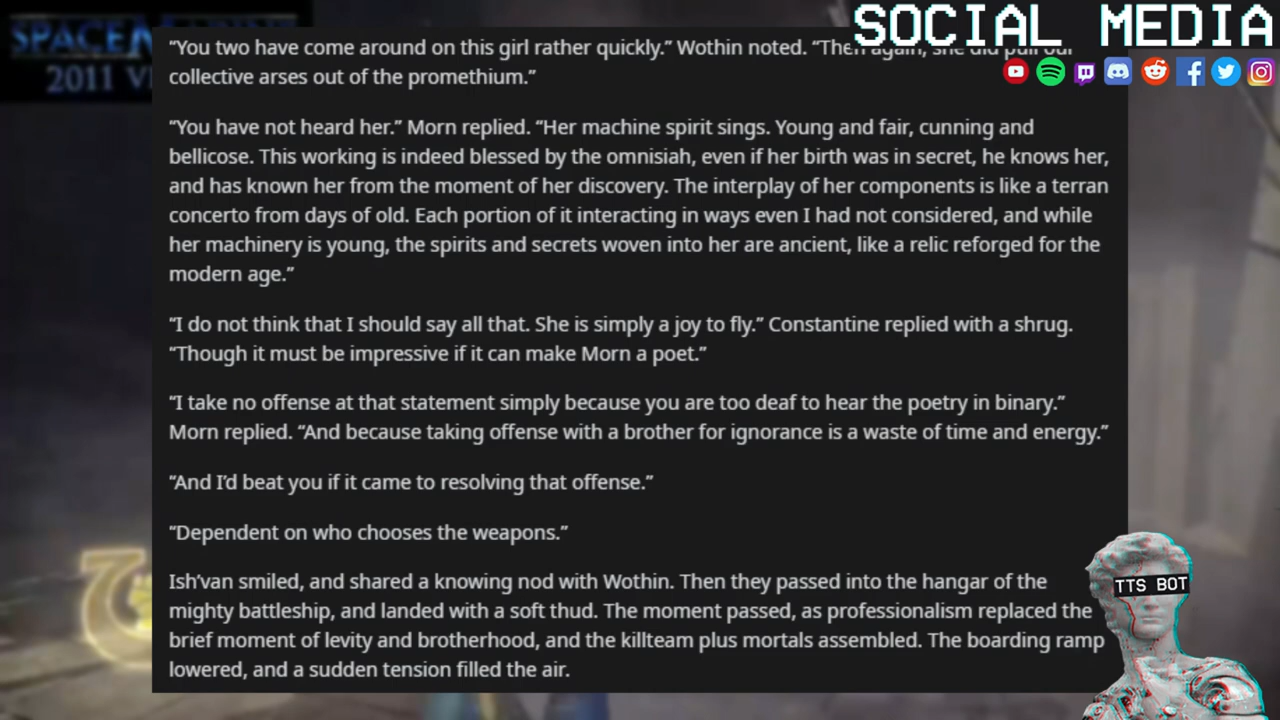 SOCIAL MEDIA
SPACE
2011 VI
“You two have come around on this girl rather quickly.” Wothin noted. “Then again, she did pull our
collective arses out of the promethium.”
“You have not heard her.” Morn replied. “Her machine spirit sings. Young and fair, cunning and
bellicose. This working is indeed blessed by the omnisiah, even if her birth was in secret, he knows her,
and has known her from the moment of her discovery. The interplay of her components is like a terran
concerto from days of old. Each portion of it interacting in ways even I had not considered, and while
her machinery is young, the spirits and secrets woven into her are ancient, like a relic reforged for the
modern age.”
“I do not think that I should say all that. She is simply a joy to fly.” Constantine replied with a shrug.
“Though it must be impressive if it can make Morn a poet.”
“I take no offense at that statement simply because you are too deaf to hear the poetry in binary.”
Morn replied. “And because taking offense with a brother for ignorance is a waste of time and energy.”
“And I’d beat you if it came to resolving that offense.”
“Dependent on who chooses the weapons.”
Ish’van smiled, and shared a knowing nod with Wothin. Then they passed into the hangar of the
mighty battleship, and landed with a soft thud. The moment passed, as professionalism replaced the
brief moment of levity and brotherhood, and the killteam plus mortals assembled. The boarding ramp
lowered, and a sudden tension filled the air.
TTS BOT